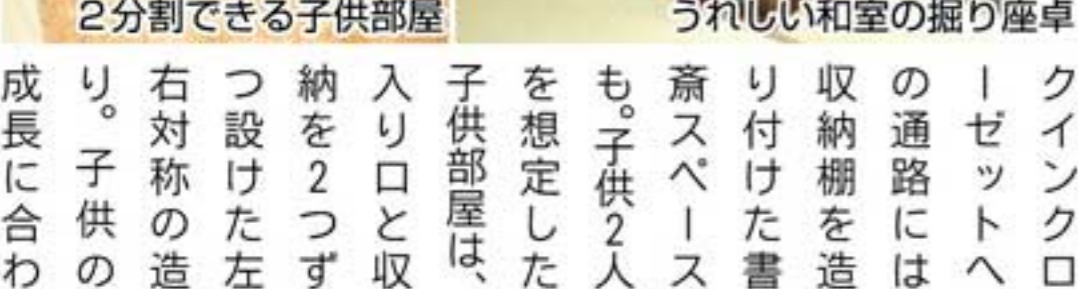 2分割できる子供部屋
うれしい和室の掘り座卓
クインクロ
ーゼットへ
の通路には
収納棚を造
り付けた書
斎スペース
も。子供2人
を想定した
子供部屋は、
入り口と収
納を2つず
つ設けた左
右対称の造
り。子供の
成長に合わ